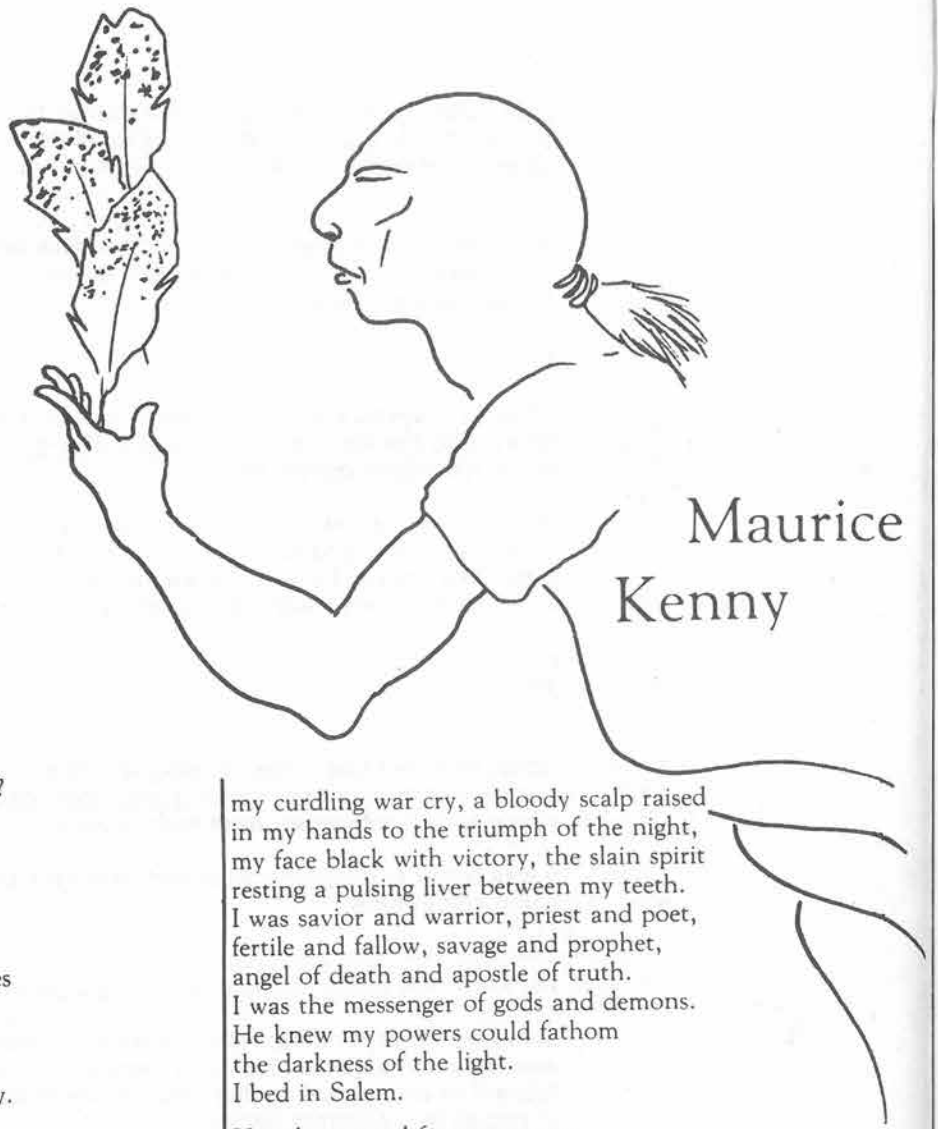 Maurice
Kenny
es
y.
my curdling war cry, a bloody scalp raised
in my hands to the triumph of the night,
my face black with victory, the slain spirit
resting a pulsing liver between my teeth.
I was savior and warrior, priest and poet,
fertile and fallow, savage and prophet,
angel of death and apostle of truth.
I was the messenger of gods and demons.
He knew my powers could fathom
the darkness of the light.
I bed in Salem.